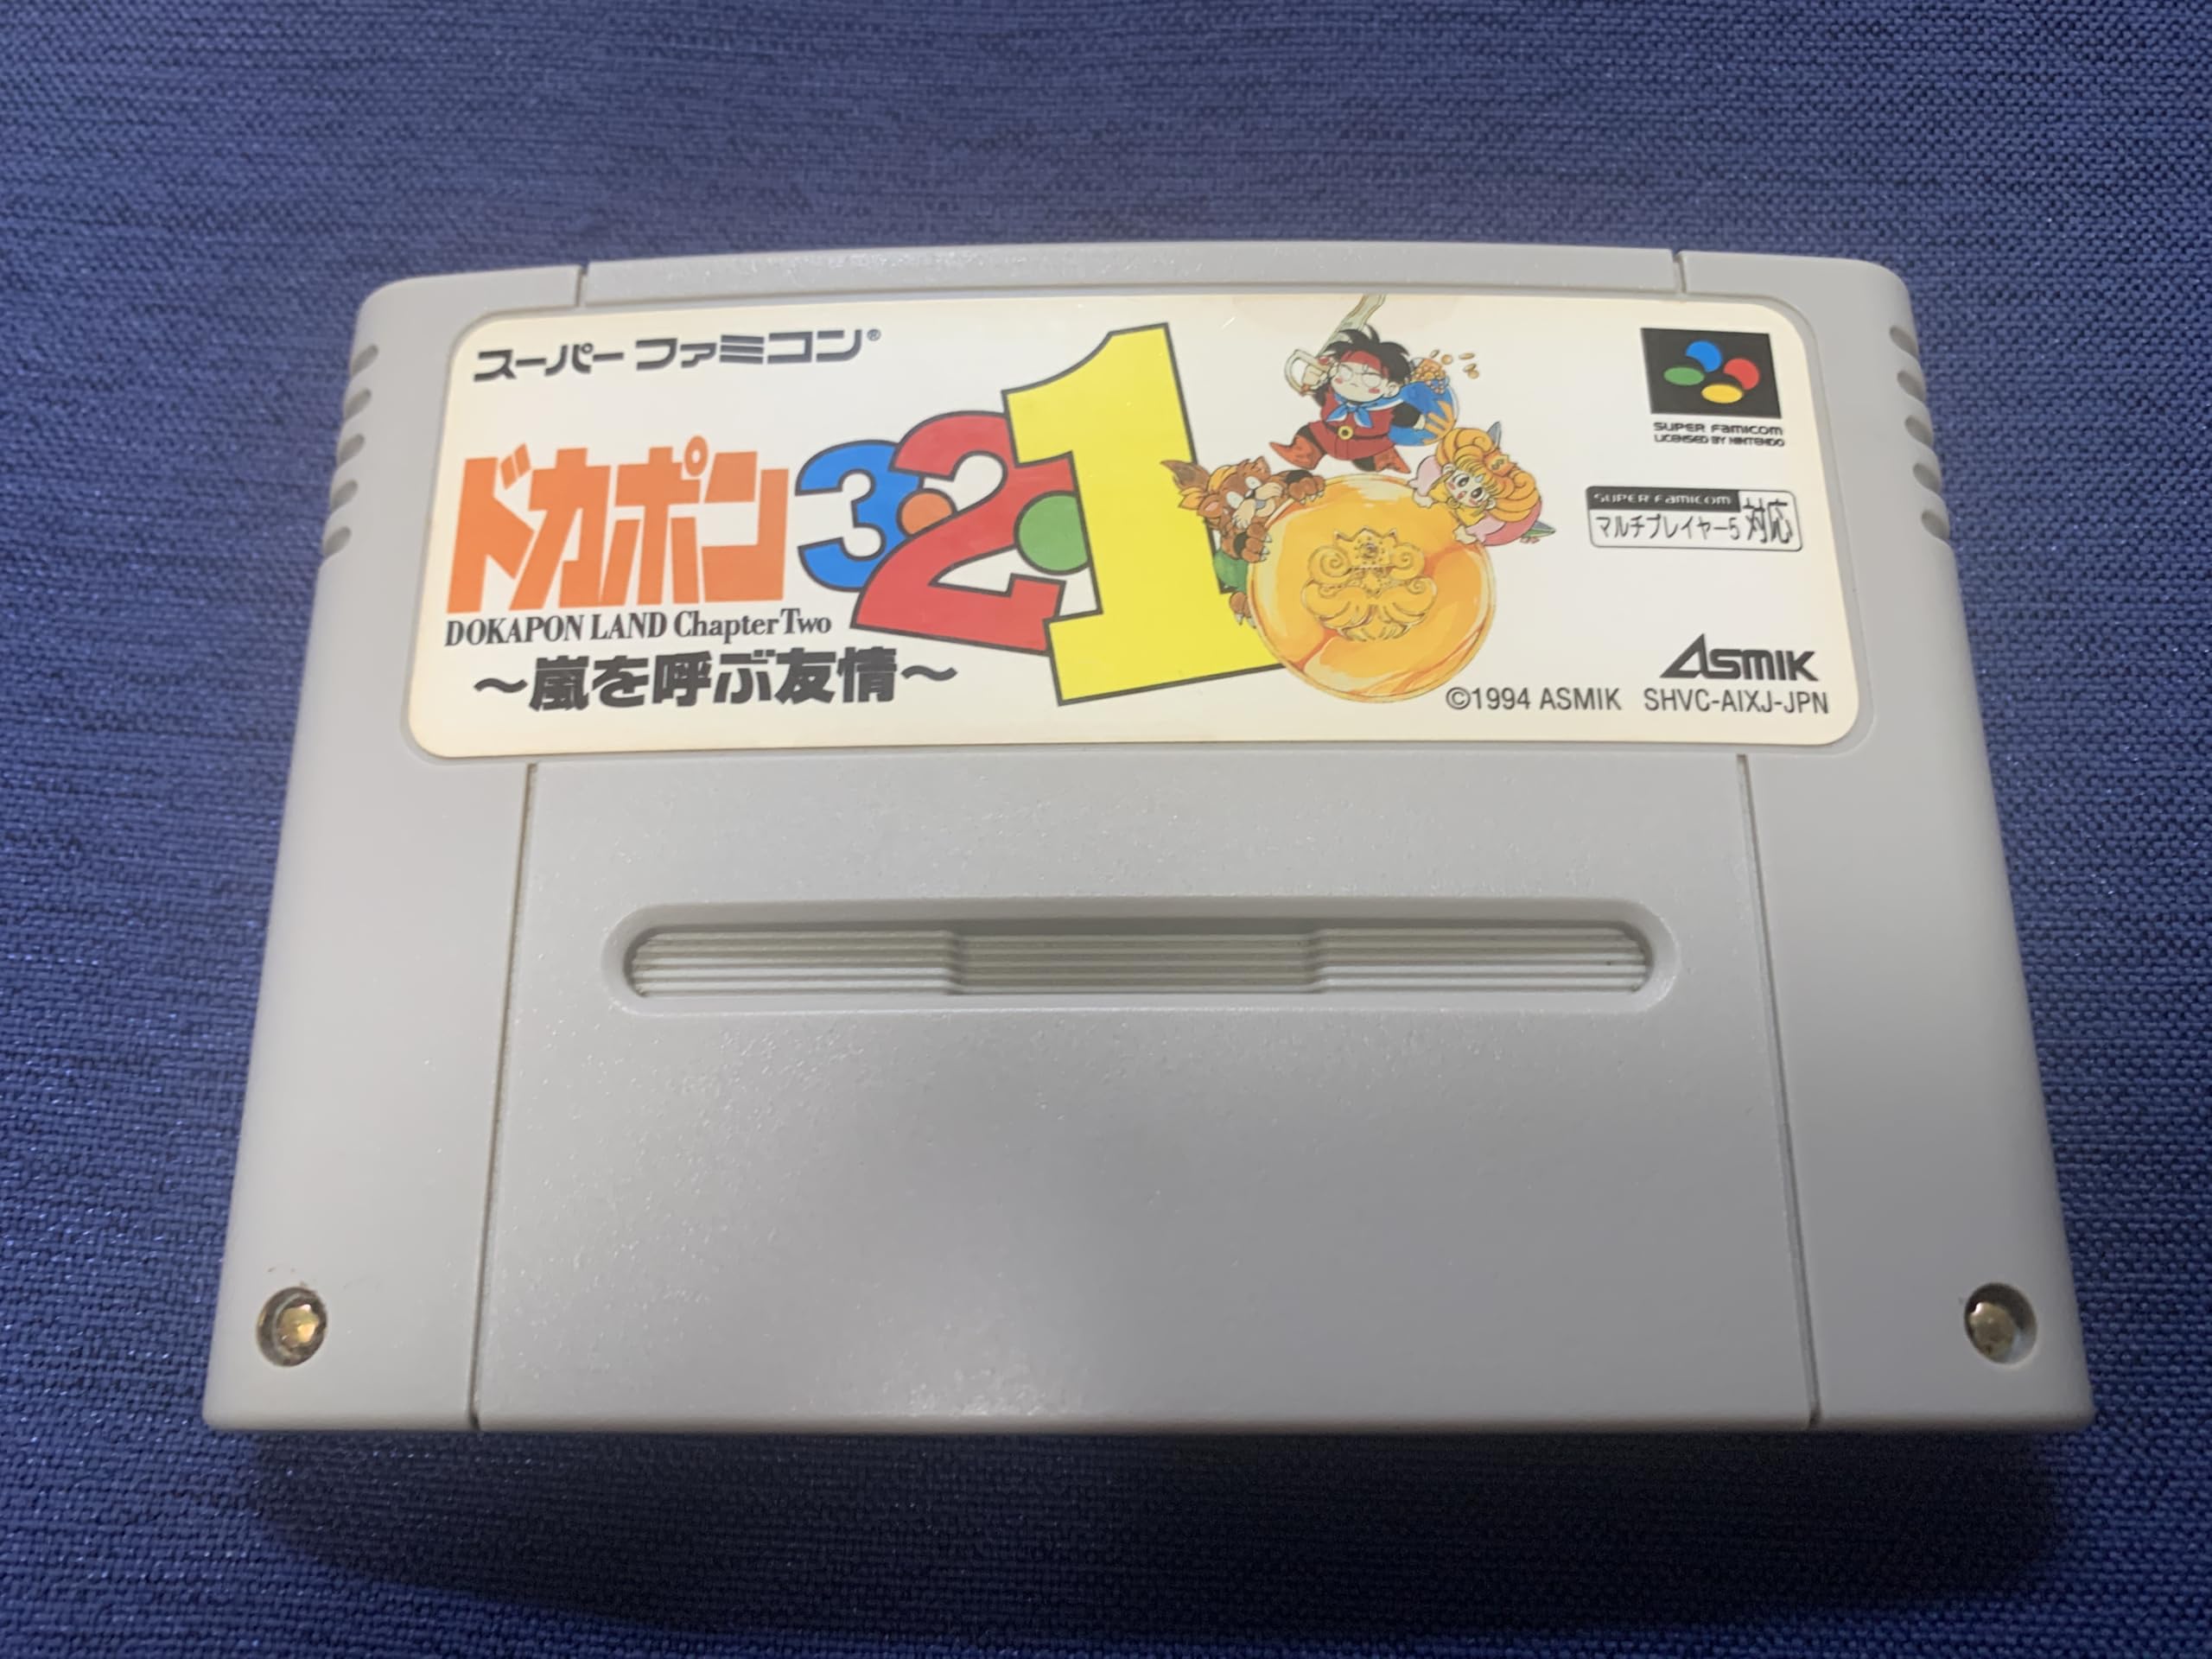 スーパーファミコン®
ドカポン3・2・1
DOKAPON LAND Chapter Two
～嵐を呼ぶ友情～
SUPER FAMICOM
LICENSED BY NINTENDO
SUPER FAMICOM
マルチプレイヤー5対応
ASMIK
©1994 ASMIK SHVC-AIXJ-JPN